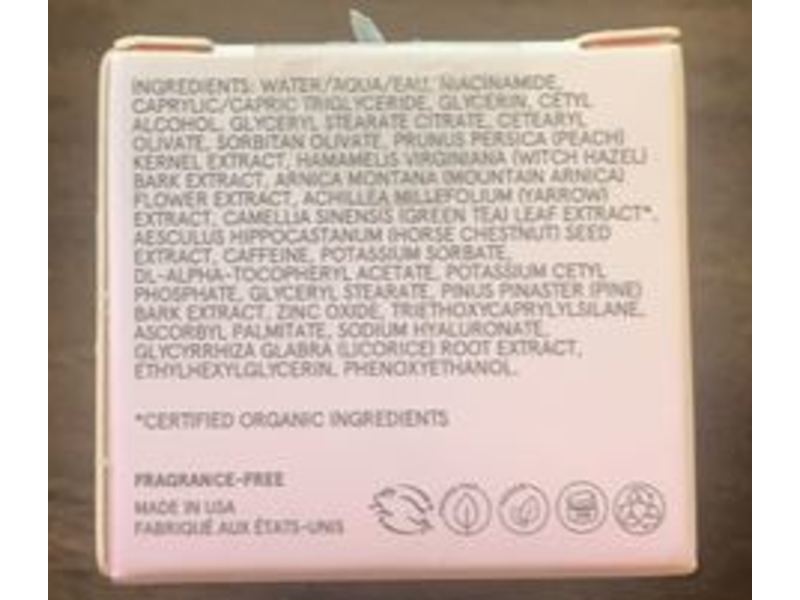 INGREDIENTS: WATER/AQUA/EAU, NIACINAMIDE,
CAPRYLIC/CAPRIC TRIGLYCERIDE, GLYCERIN, CETYL
ALCOHOL, GLYCERYL STEARATE CITRATE, CETEARYL
OLIVATE, SORBITAN OLIVATE, PRUNUS PERSICA (PEACH)
KERNEL EXTRACT, HAMAMELIS VIRGINIANA (WITCH HAZEL)
BARK EXTRACT, ARNICA MONTANA (MOUNTAIN ARNICA)
FLOWER EXTRACT, ACHILLEA MILLEFOLIUM (YARROW)
EXTRACT, CAMELLIA SINENSIS (GREEN TEA) LEAF EXTRACT*,
AESCULUS HIPPOCASTANUM (HORSE CHESTNUT) SEED
EXTRACT, CAFFEINE, POTASSIUM SORBATE,
DL-ALPHA-TOCOPHERYL ACETATE, POTASSIUM CETYL
PHOSPHATE, GLYCERYL STEARATE, PINUS PINASTER (PINE)
BARK EXTRACT, ZINC OXIDE, TRIETHOXYCAPRYLYLSILANE,
ASCORBYL PALMITATE, SODIUM HYALURONATE,
GLYCYRRHIZA GLABRA (LICORICE) ROOT EXTRACT,
ETHYLHEXYLGLYCERIN, PHENOXYETHANOL.
*CERTIFIED ORGANIC INGREDIENTS
FRAGRANCE-FREE
MADE IN USA
FABRIQUÉ AUX ÉTATS-UNIS